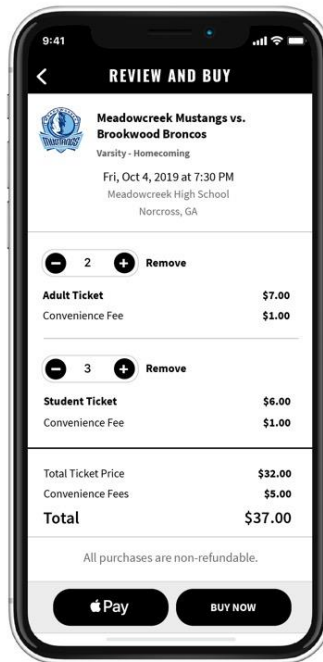 9:41
REVIEW AND BUY
MUSTANGS
Meadowcreek Mustangs vs.
Brookwood Broncos
Varsity - Homecoming
Fri, Oct 4, 2019 at 7:30 PM
Meadowcreek High School
Norcross, GA
2 Remove
Adult Ticket $7.00
Convenience Fee $1.00
3 Remove
Student Ticket $6.00
Convenience Fee $1.00
Total Ticket Price $32.00
Convenience Fees $5.00
Total $37.00
All purchases are non-refundable.
Pay BUY NOW